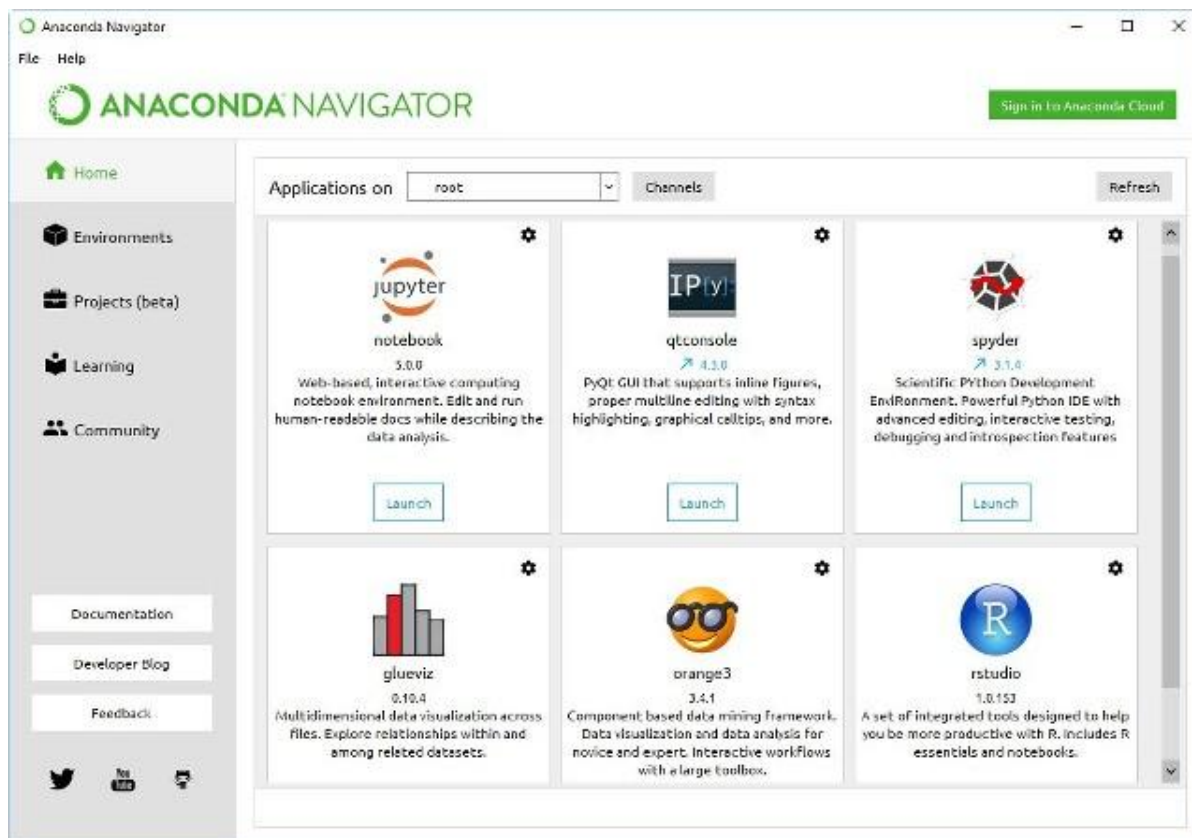 Anaconda Navigator
File Help
ANACONDA NAVIGATOR
Sign in to Anaconda Cloud
Home
Environments
Projects (beta)
Learning
Community
Documentation
Developer Blog
Feedback
You
Tube
Applications on root Channels Refresh
jupyter
notebook
5.0.0
Web-based, interactive computing
notebook environment. Edit and run
human-readable docs while describing the
data analysis.
Launch
IP[y]:
qtconsole
4.3.0
PyQt GUI that supports inline figures,
proper multiline editing with syntax
highlighting, graphical calltips, and more.
Launch
spyder
3.1.4
Scientific PYthon Development
EnviRonment. Powerful Python IDE with
advanced editing, interactive testing,
debugging and introspection features
Launch
glueviz
0.10.4
Multidimensional data visualization across
files. Explore relationships within and
among related datasets.
orange3
3.4.1
Component based data mining framework.
Data visualization and data analysis for
novice and expert. Interactive workflows
with a large toolbox.
R
rstudio
1.0.153
A set of integrated tools designed to help
you be more productive with R. Includes R
essentials and notebooks.